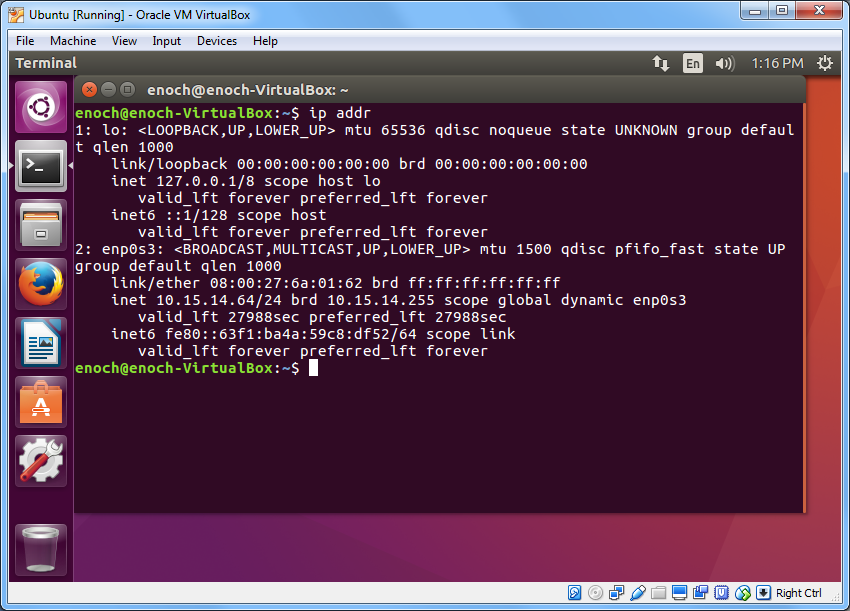 Ubuntu [Running] - Oracle VM VirtualBox
File Machine View Input Devices Help
Terminal En 1:16 PM
enoch@enoch-VirtualBox: ~
enoch@enoch-VirtualBox:~$ ip addr
1: lo: <LOOPBACK,UP,LOWER_UP> mtu 65536 qdisc noqueue state UNKNOWN group defaul
t qlen 1000
    link/loopback 00:00:00:00:00:00 brd 00:00:00:00:00:00
    inet 127.0.0.1/8 scope host lo
       valid_lft forever preferred_lft forever
    inet6 ::1/128 scope host
       valid_lft forever preferred_lft forever
2: enp0s3: <BROADCAST,MULTICAST,UP,LOWER_UP> mtu 1500 qdisc pfifo_fast state UP
group default qlen 1000
    link/ether 08:00:27:6a:01:62 brd ff:ff:ff:ff:ff:ff
    inet 10.15.14.64/24 brd 10.15.14.255 scope global dynamic enp0s3
       valid_lft 27988sec preferred_lft 27988sec
    inet6 fe80::63f1:ba4a:59c8:df52/64 scope link
       valid_lft forever preferred_lft forever
enoch@enoch-VirtualBox:~$
Right Ctrl